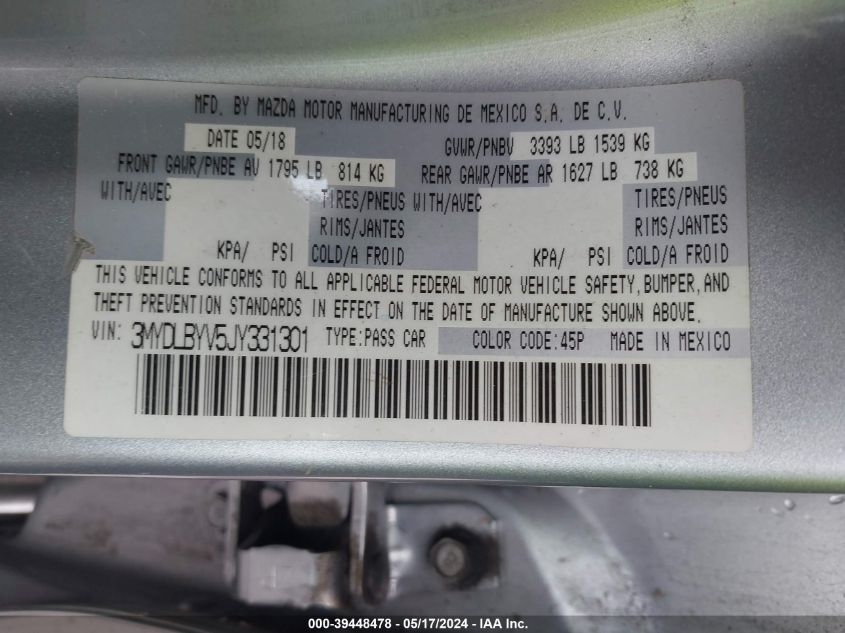 MFD. BY MAZDA MOTOR MANUFACTURING DE MEXICO S.A. DE C.V.
DATE 05/18 GVWR/PNBV 3393 LB 1539 KG
FRONT GAWR/PNBE AV 1795 LB 814 KG REAR GAWR/PNBE AR 1627 LB 738 KG
WITH/AVEC TIRES/PNEUS WITH/AVEC TIRES/PNEUS
RIMS/JANTES RIMS/JANTES
KPA/ PSI COLD/A FROID KPA/ PSI COLD/A FROID
THIS VEHICLE CONFORMS TO ALL APPLICABLE FEDERAL MOTOR VEHICLE SAFETY, BUMPER, AND
THEFT PREVENTION STANDARDS IN EFFECT ON THE DATE OF MANUFACTURE SHOWN ABOVE.
VIN: 3MYDLBYV5JY331301 TYPE:PASS CAR COLOR CODE:45P MADE IN MEXICO
000-39448478 - 05/17/2024 - IAA Inc.